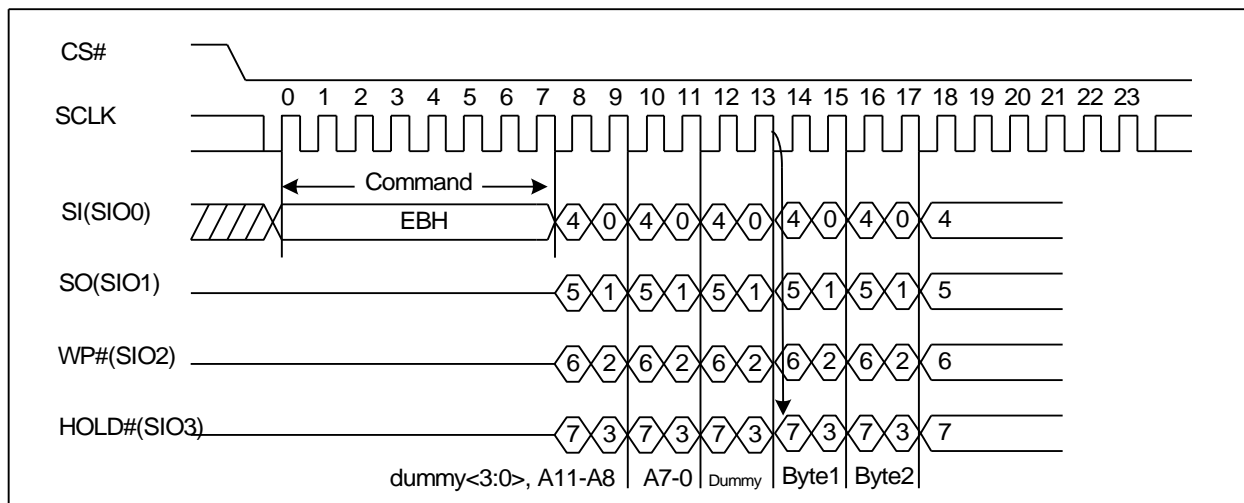 CS#
0 1 2 3 4 5 6 7 8 9 10 11 12 13 14 15 16 17 18 19 20 21 22 23
SCLK
Command
SI(SIO0)
EBH
4 0 4 0 4 0 4 0 4 0 4
SO(SIO1)
5 1 5 1 5 1 5 1 5 1 5
WP#(SIO2)
6 2 6 2 6 2 6 2 6 2 6
HOLD#(SIO3)
7 3 7 3 7 3 7 3 7 3 7
dummy<3:0>, A11-A8 A7-0 Dummy Byte1 Byte2